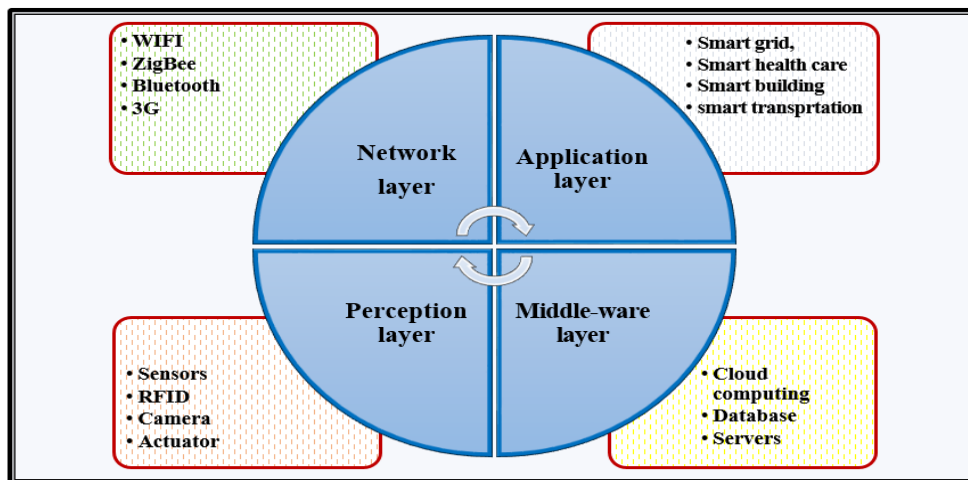 • WIFI
• ZigBee
• Bluetooth
• 3G
• Smart grid,
• Smart health care
• Smart building
• smart transprtation
Network
layer
Application
layer
Perception
layer
Middle-ware
layer
• Sensors
• RFID
• Camera
• Actuator
• Cloud
computing
• Database
• Servers